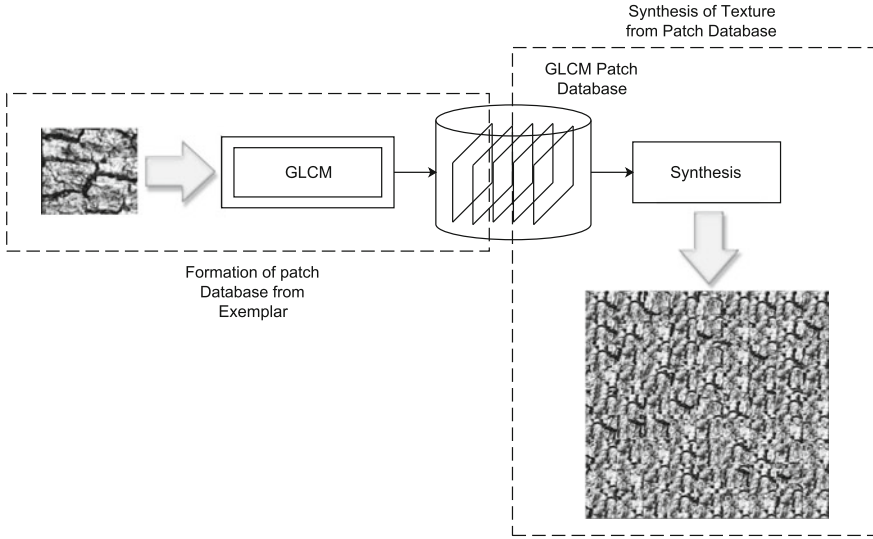 Synthesis of Texture
from Patch Database
GLCM Patch
Database
GLCM
Synthesis
Formation of patch
Database from
Exemplar